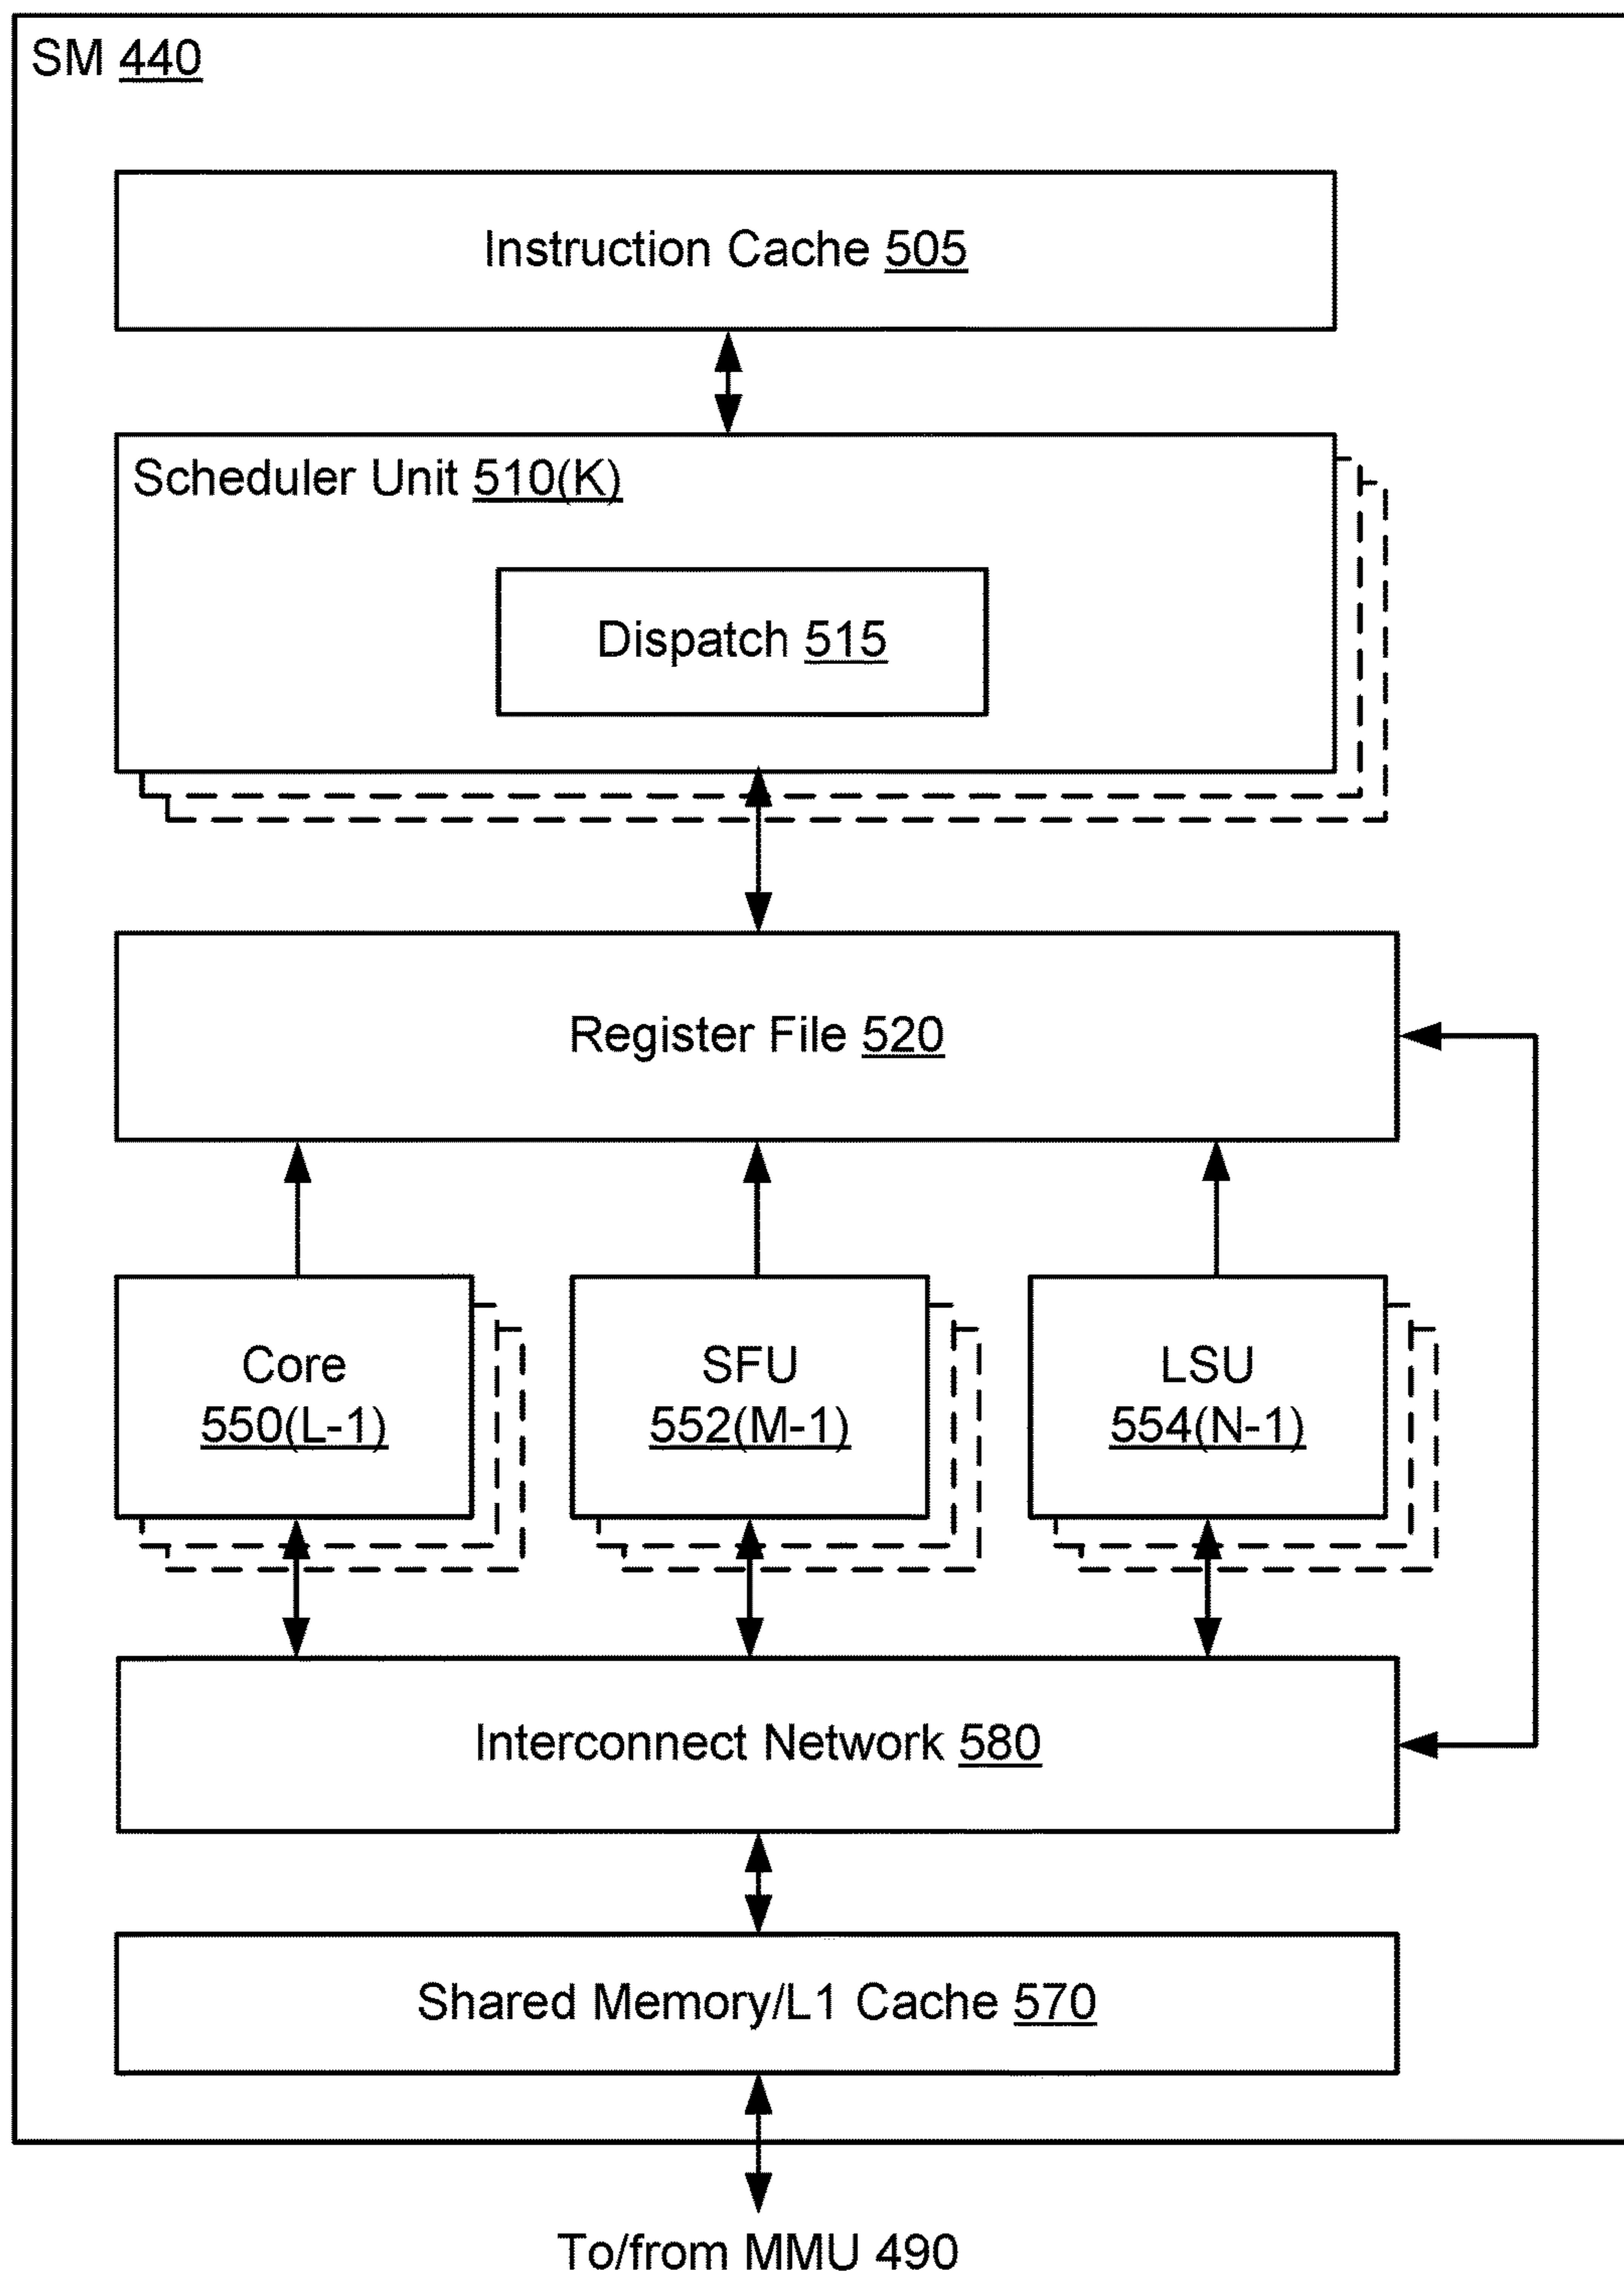 SM 440
Instruction Cache 505
Scheduler Unit 510(K)
Dispatch 515
Register File 520
Core
550(L-1)
SFU
552(M-1)
LSU
554(N-1)
Interconnect Network 580
Shared Memory/L1 Cache 570
To/from MMU 490